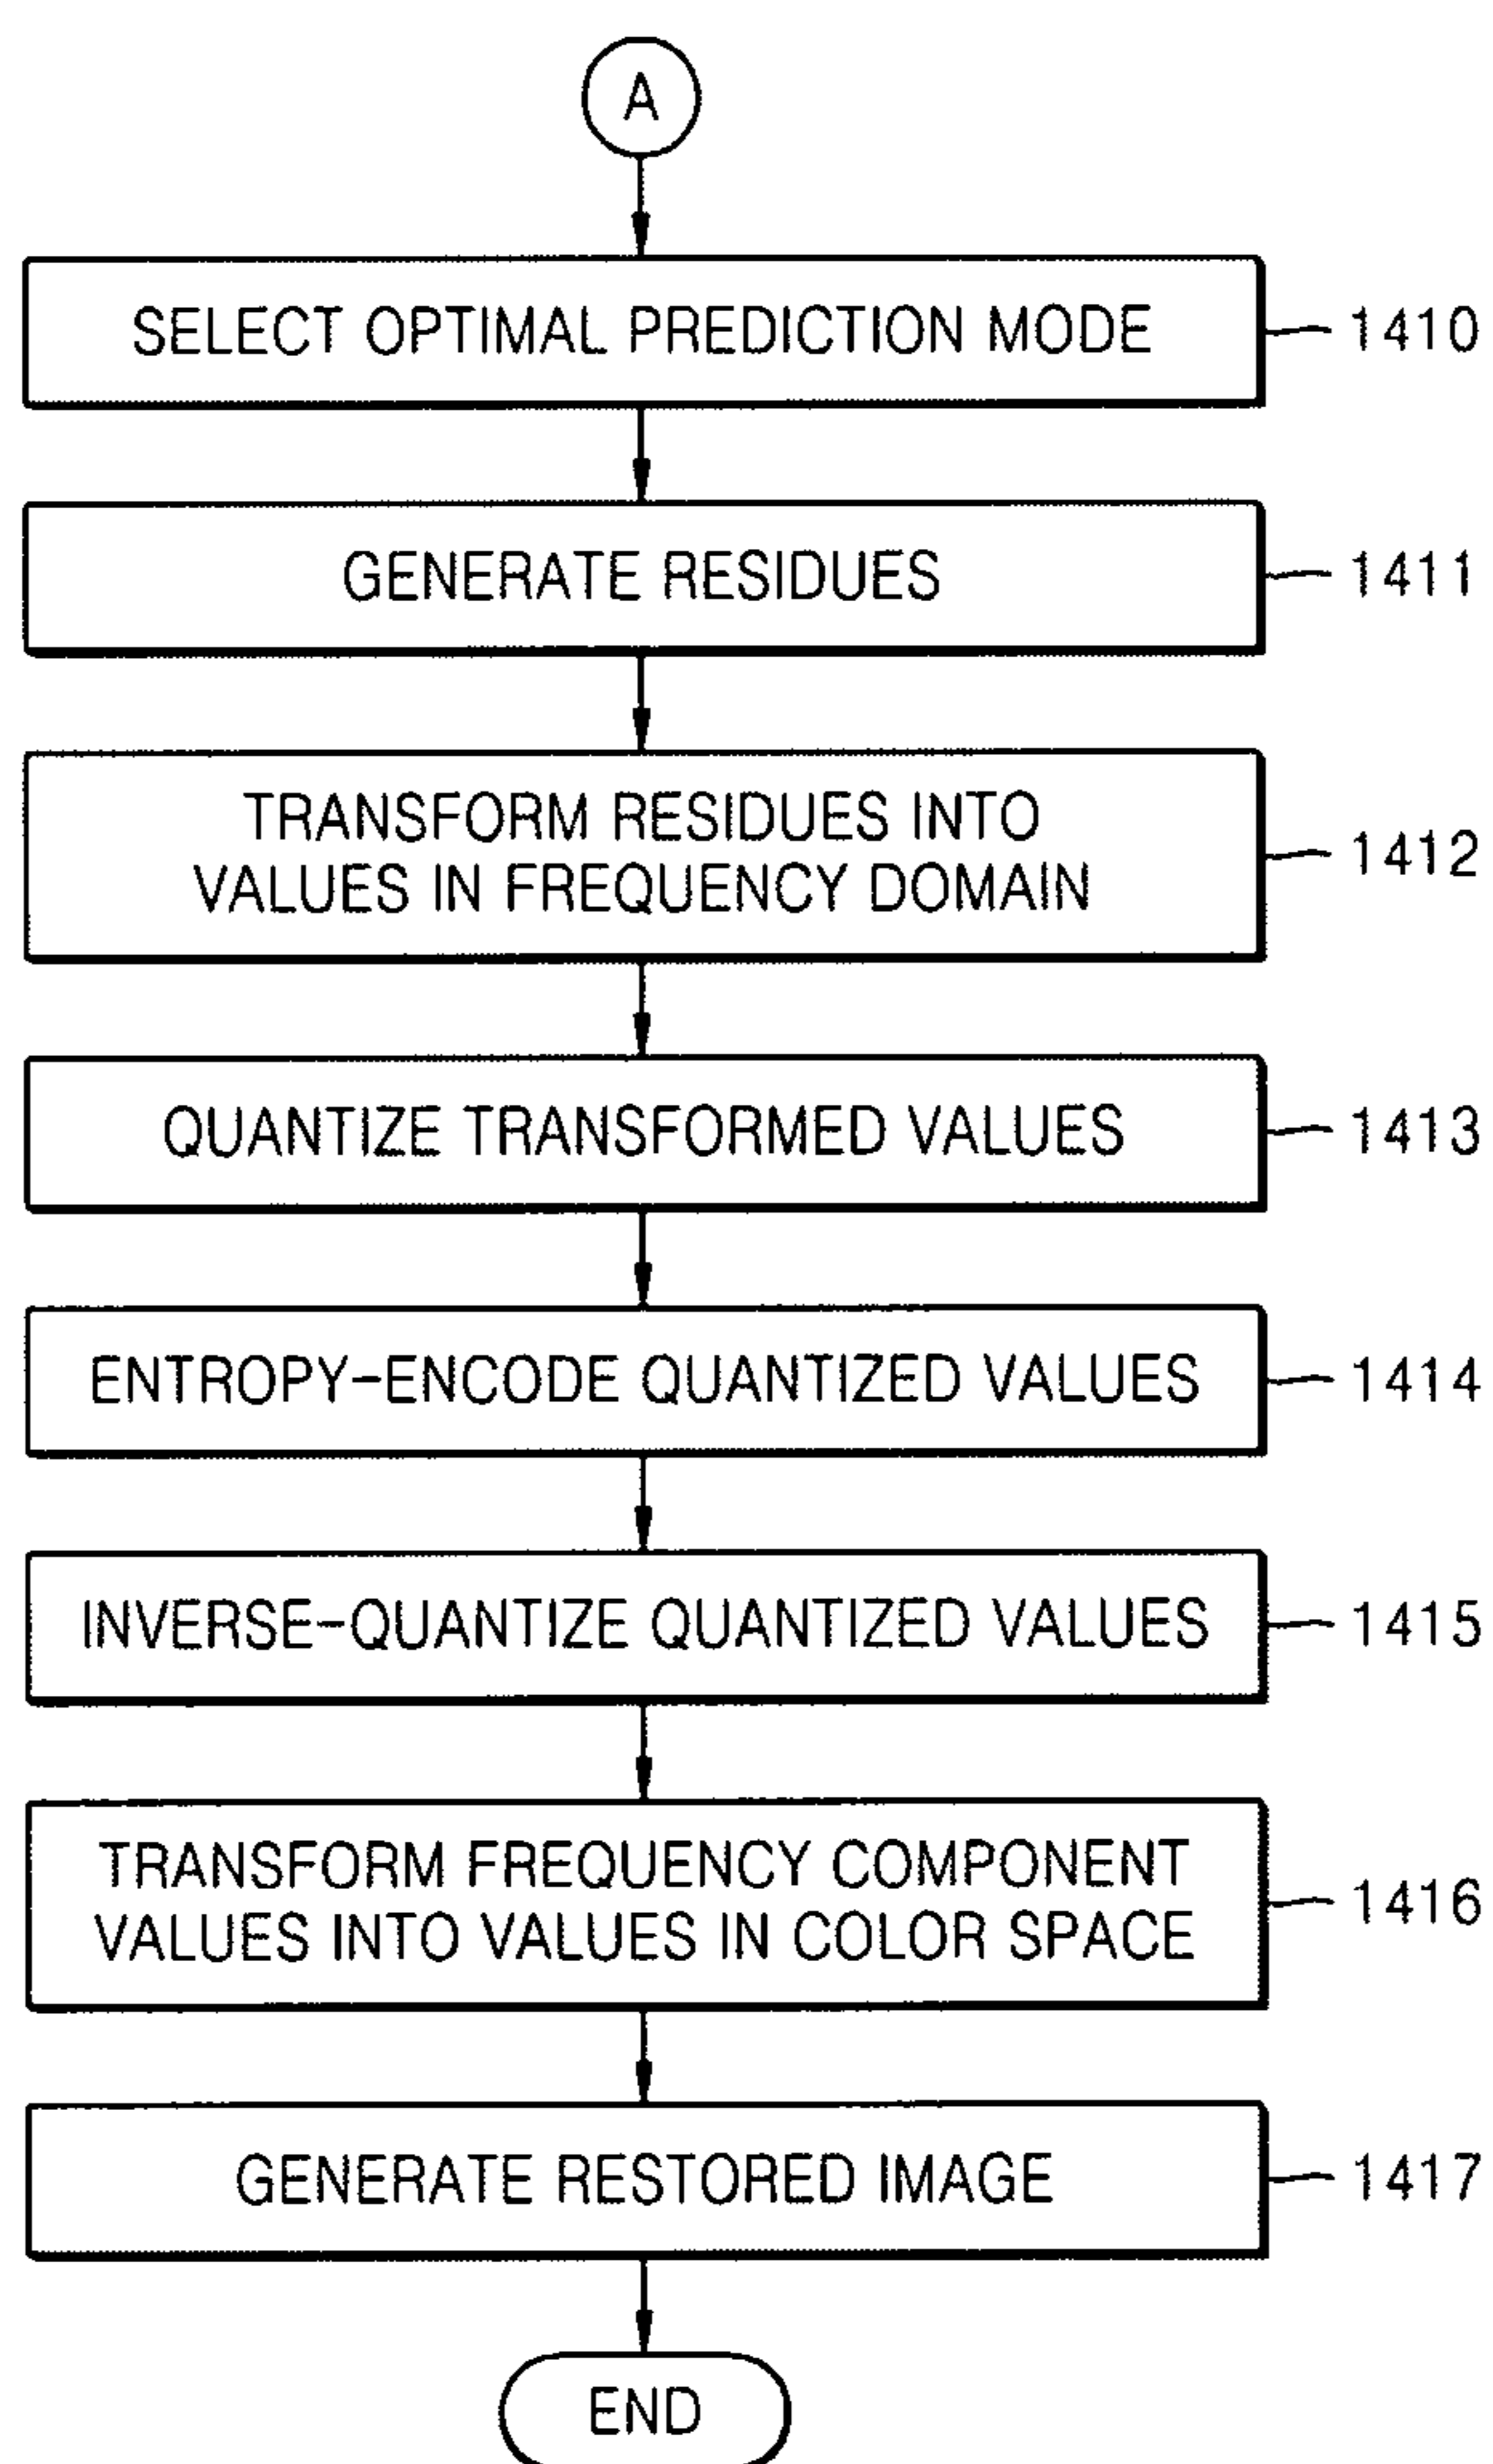 A
SELECT OPTIMAL PREDICTION MODE
1410
GENERATE RESIDUES
1411
TRANSFORM RESIDUES INTO
VALUES IN FREQUENCY DOMAIN
1412
QUANTIZE TRANSFORMED VALUES
1413
ENTROPY-ENCODE QUANTIZED VALUES
1414
INVERSE-QUANTIZE QUANTIZED VALUES
1415
TRANSFORM FREQUENCY COMPONENT
VALUES INTO VALUES IN COLOR SPACE
1416
GENERATE RESTORED IMAGE
1417
END